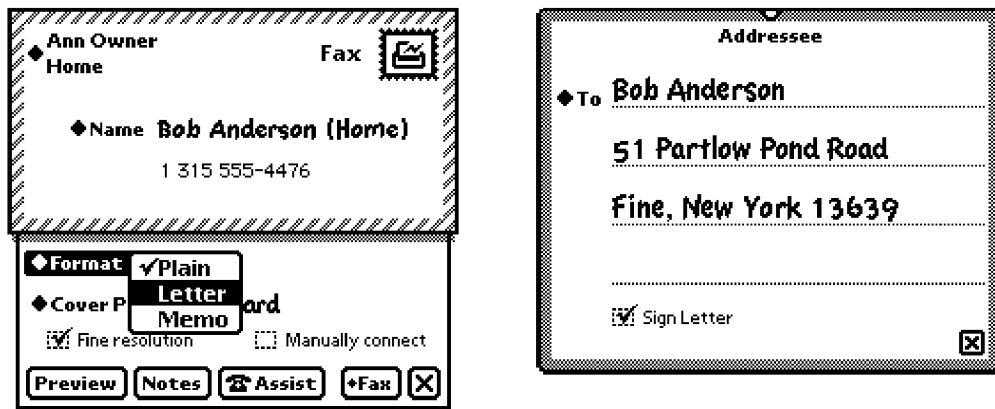 Ann Owner
Home
Fax
Name Bob Anderson (Home)
1 315 555-4476
Format
Plain
Letter
Memo
Cover P ard
Fine resolution Manually connect
Preview Notes Assist Fax
Addressee
To Bob Anderson
51 Partlow Pond Road
Fine, New York 13639
Sign Letter